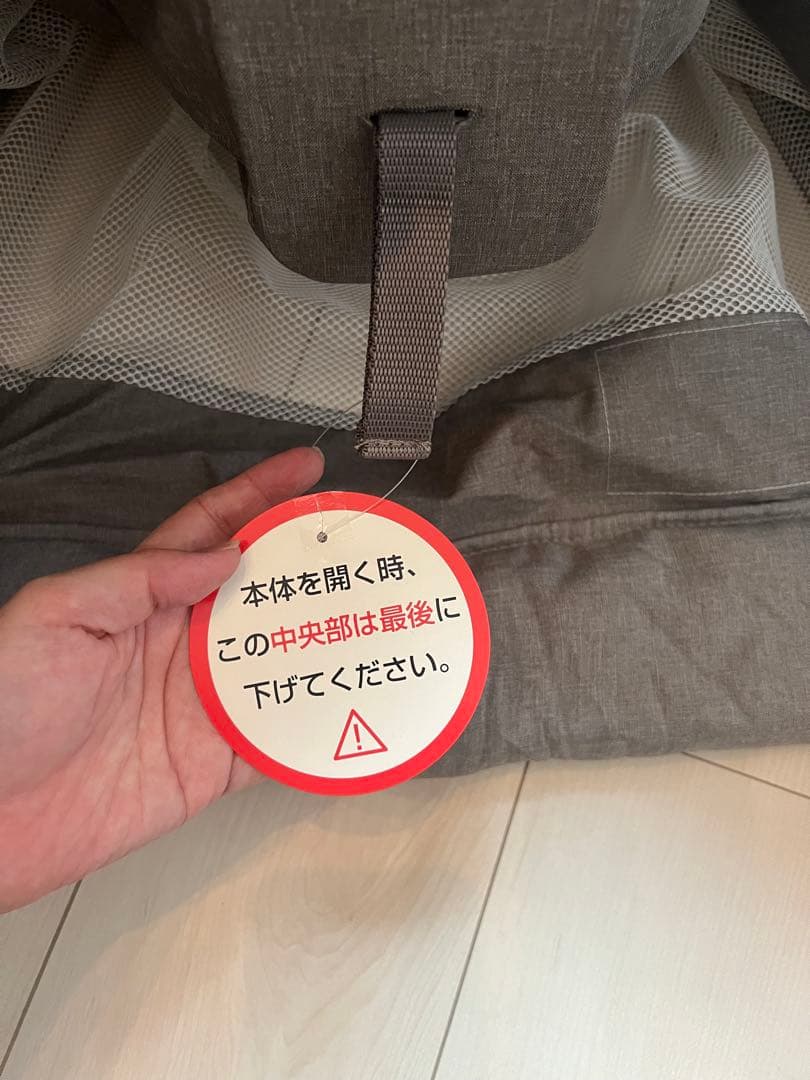 本体を開く時、
この中央部は最後に
下げてください。